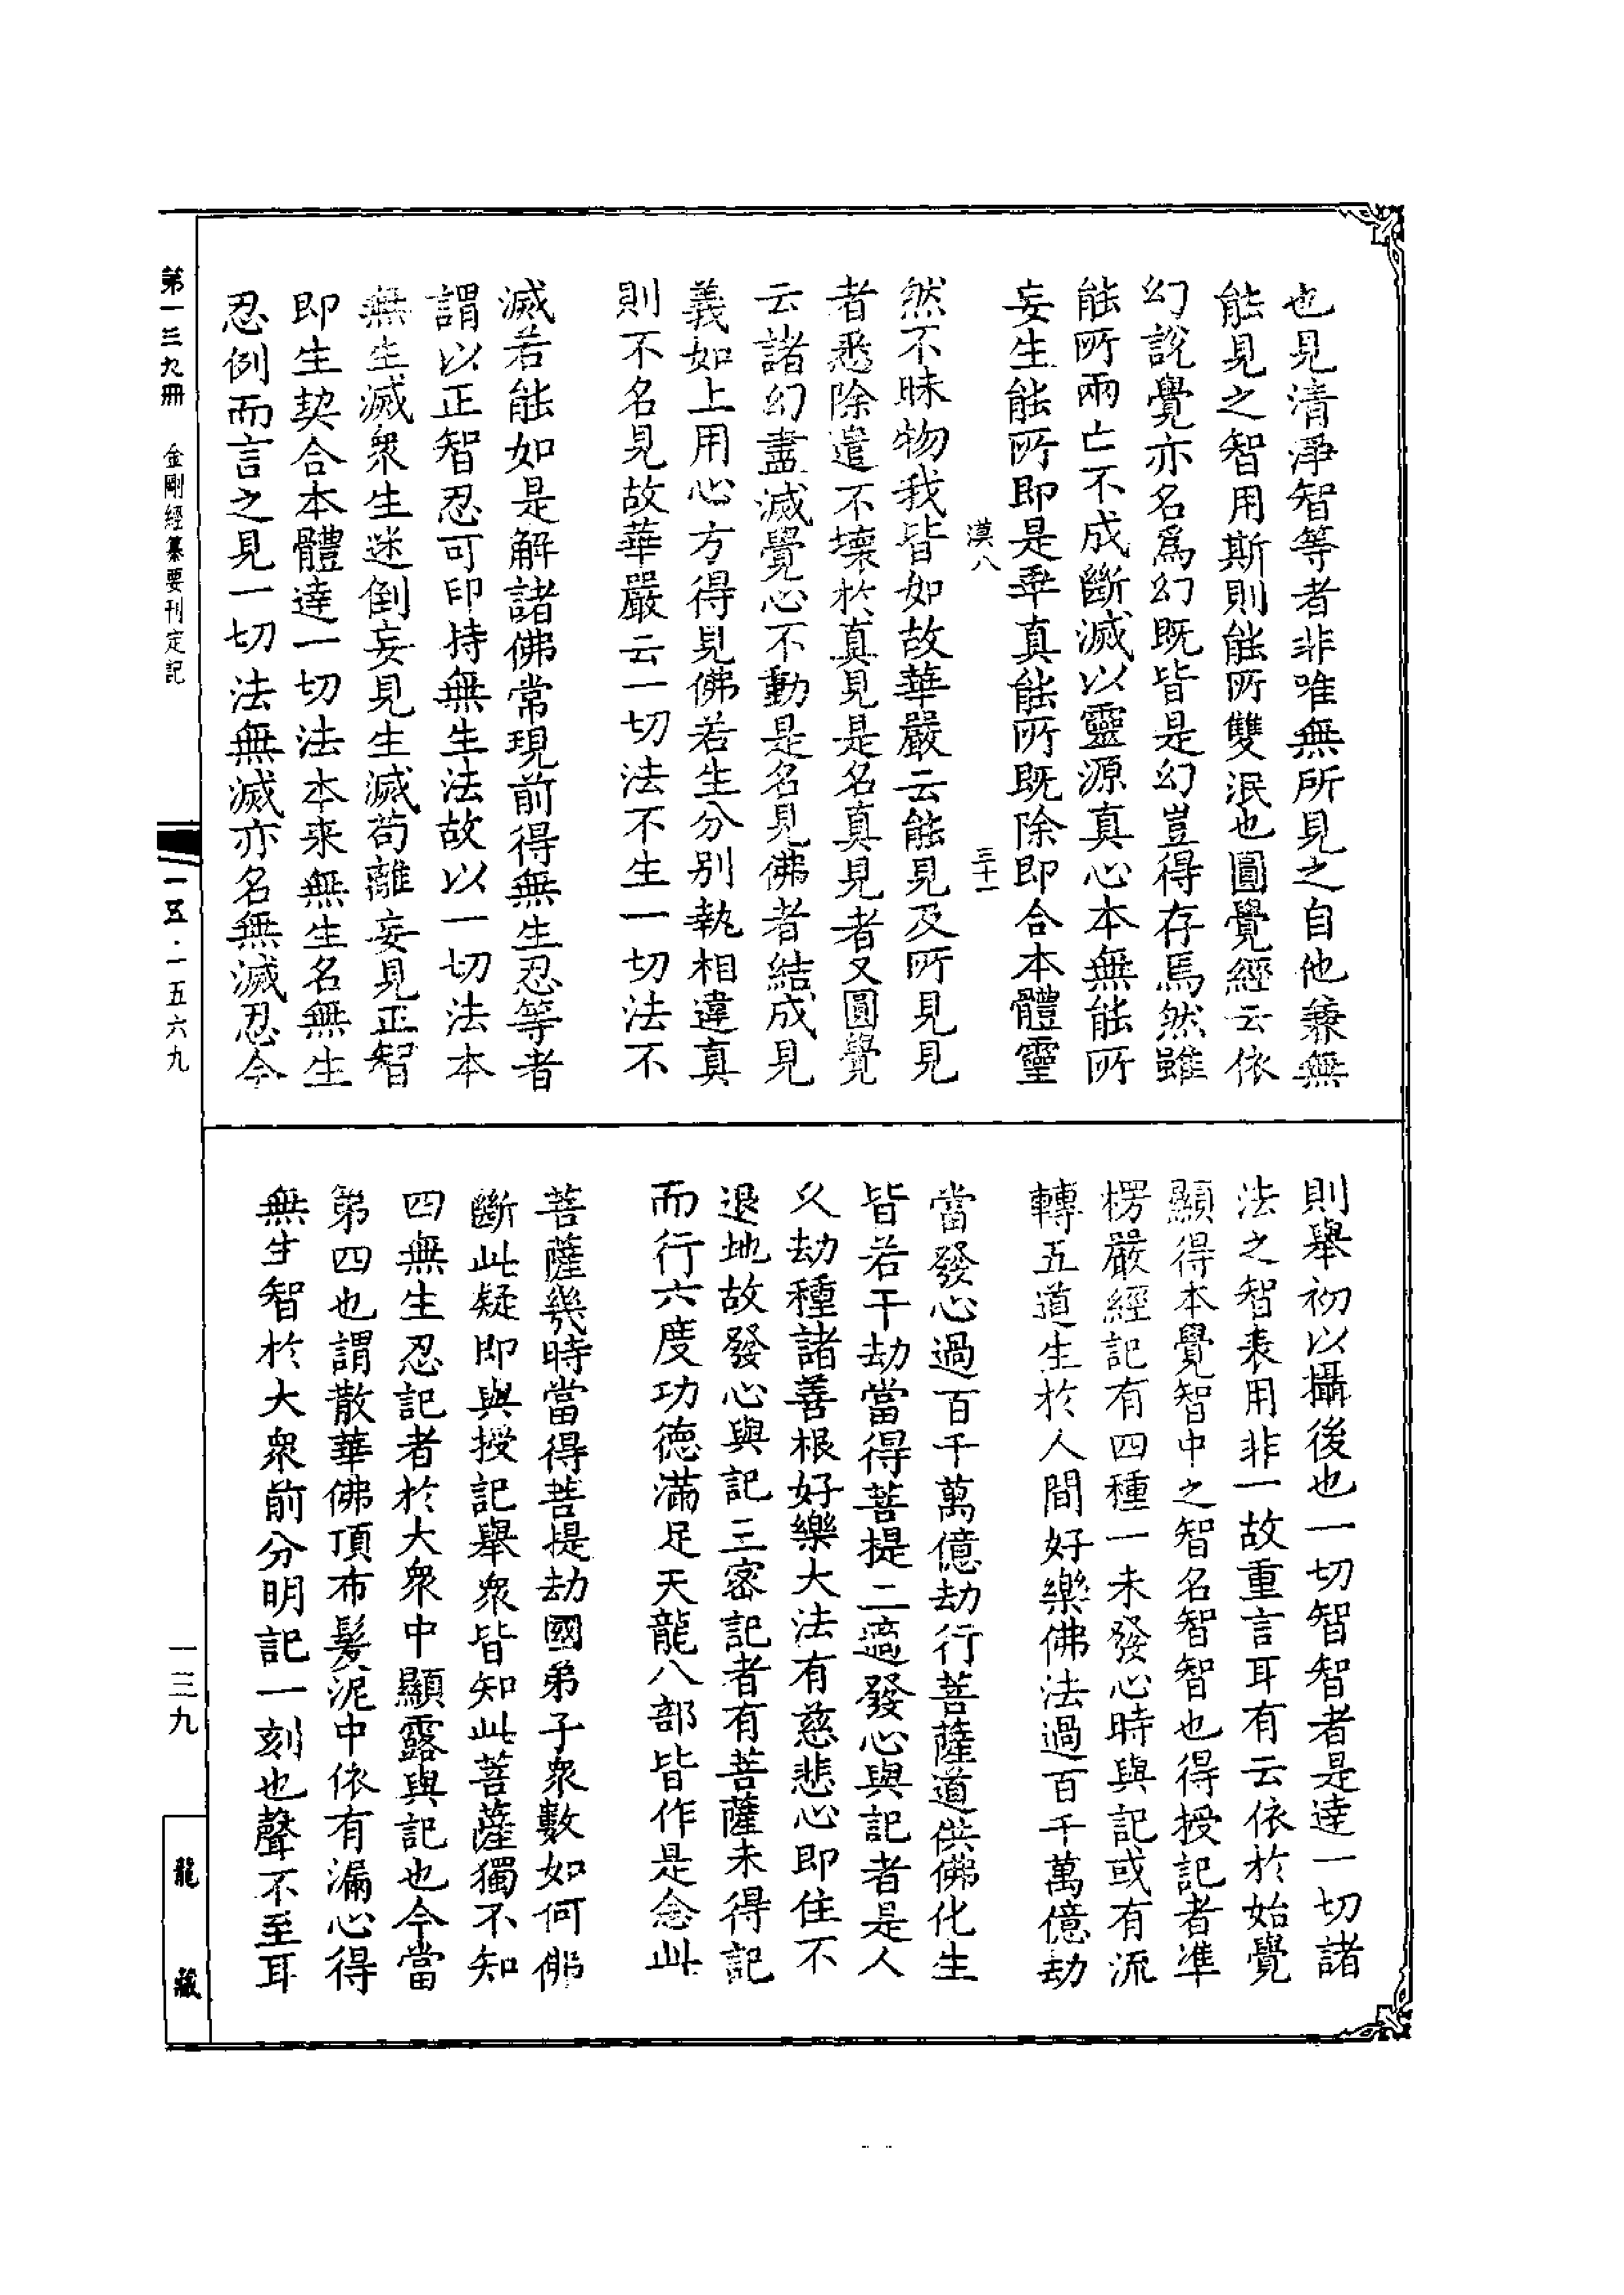 也見清淨智等者非唯無所見之自他兼無
能見之智用斯則能所雙泯也圓覺經云依
幻說覺亦名爲幻既皆是幻豈得存焉然雖
能所兩亡不成斷滅以靈源真心本無能所
妄生能所即是乖真能所既除即合本體靈
漠八
三十一
然不昧物我皆如故華嚴云能見及所見見
者悉除遣不壞於真見是名真見者又圓覺
云諸幻盡滅覺心不動是名見佛者結成見
義如上用心方得見佛若生分別執相違真
則不名見故華嚴云一切法不生一切法不
滅若能如是解諸佛常現前得無生忍等者
謂以正智忍可印持無生法故以一切法本
無生滅衆生迷倒妄見生滅苟離妄見正智
即生契合本體達一切法本来無生名無生
忍例而言之見一切法無滅亦名無滅忍今
則舉初以攝後也一切智智者是達一切諸
法之智表用非一故重言耳有云依於始覺
顯得本覺智中之智名智智也得授記者準
楞嚴經記有四種一未發心時與記或有流
轉五道生於人間好樂佛法過百千萬億劫
當發心過百千萬億劫行菩薩道供佛化生
皆若干劫當得菩提二適發心與記者是人
久劫種諸善根好樂大法有慈悲心即住不
退地故發心與記三密記者有菩薩未得記
而行六度功德滿足天龍八部皆作是念此
菩薩幾時當得菩提劫國弟子衆數如何佛
斷此疑即與授記舉衆皆知此菩薩獨不知
四無生忍記者於大衆中顯露與記也今當
第四也謂散華佛頂布髮泥中依有漏心得
無生智於大衆前分明記一刻也聲不至耳
第一三九冊 金剛經纂要刊定記
一五·一五六九
一三九
龍藏